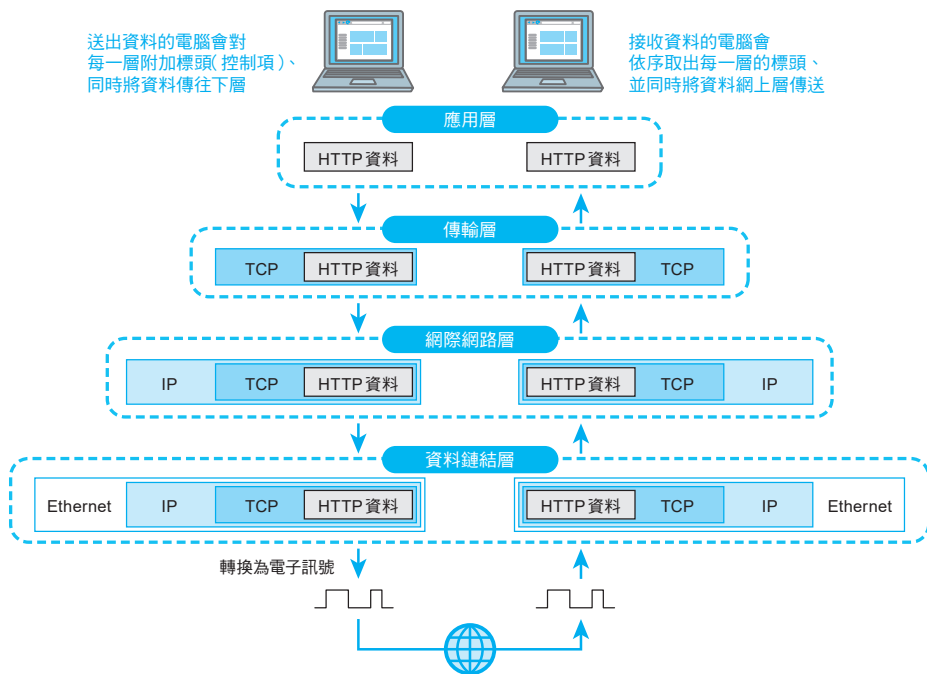 送出資料的電腦會對
每一層附加標頭(控制項)、
同時將資料傳往下層
接收資料的電腦會
依序取出每一層的標頭、
並同時將資料網上層傳送
應用層
HTTP資料 HTTP資料
傳輸層
TCP HTTP資料 HTTP資料 TCP
網際網路層
IP TCP HTTP資料 HTTP資料 TCP IP
資料鏈結層
Ethernet IP TCP HTTP資料 HTTP資料 TCP IP Ethernet
轉換為電子訊號